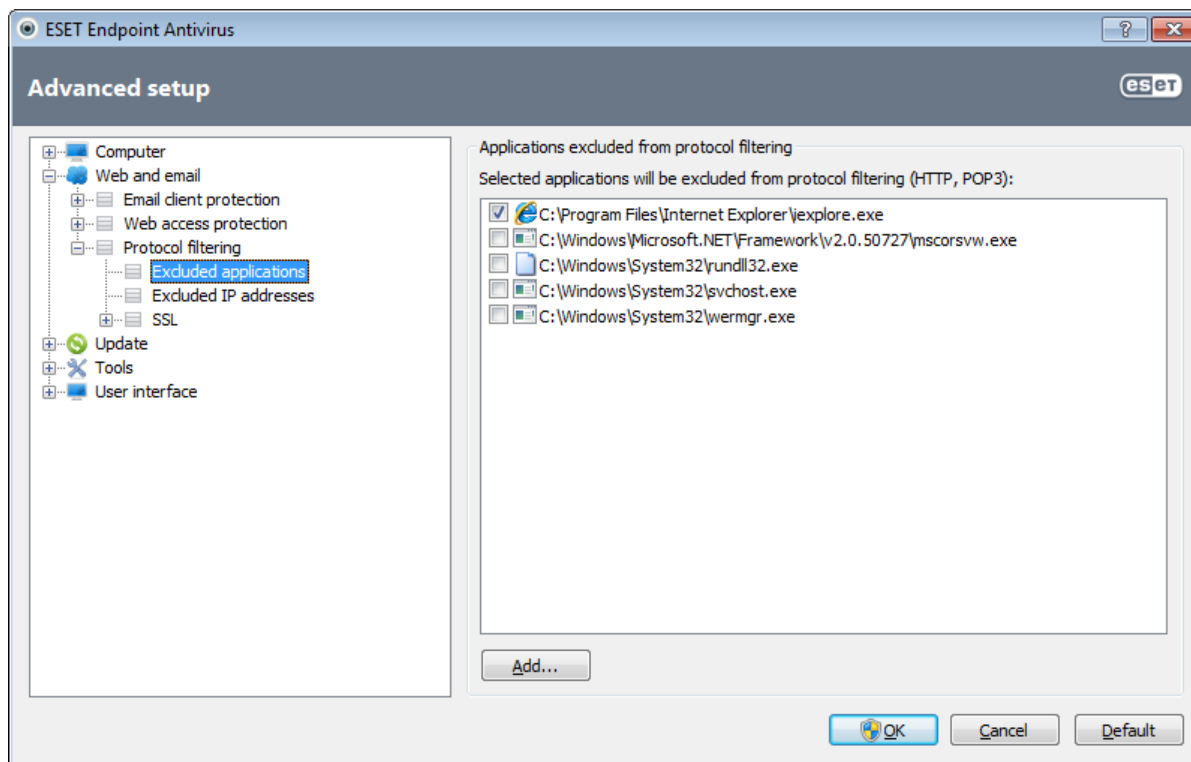 ESET Endpoint Antivirus
?
Advanced setup
eseT
Computer
Web and email
Email client protection
Web access protection
Protocol filtering
Excluded applications
Excluded IP addresses
SSL
Update
Tools
User interface
Applications excluded from protocol filtering
Selected applications will be excluded from protocol filtering (HTTP, POP3):
C:\Program Files\Internet Explorer\iexplore.exe
C:\Windows\Microsoft.NET\Framework\v2.0.50727\mscorsvw.exe
C:\Windows\System32\rundll32.exe
C:\Windows\System32\svchost.exe
C:\Windows\System32\wermgr.exe
Add...
OK
Cancel
Default